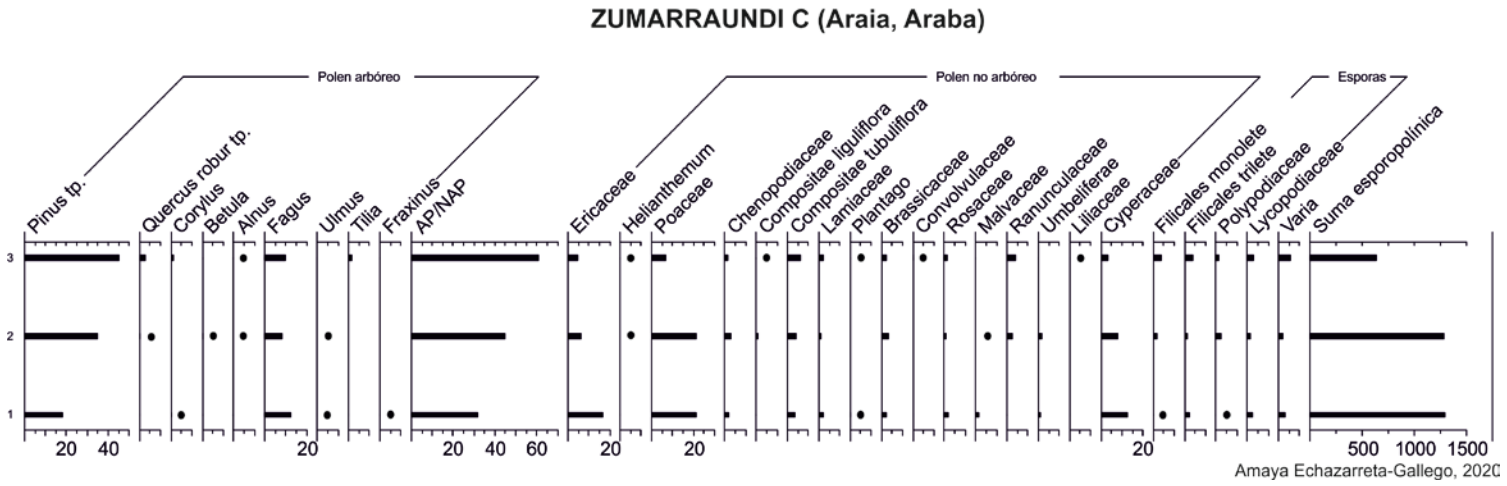 ZUMARRAUNDI C (Araia, Araba)
Polen arbóreo
Polen no arbóreo
Esporas
Pinus tp.
Quercus robur tp.
Corylus
Betula
Alnus
Fagus
Ulmus
Tilia
Fraxinus
AP/NAP
Ericaceae
Helianthemum
Poaceae
Chenopodiaceae
Compositae liguliflora
Compositae tubuliflora
Lamiaceae
Plantago
Brassicaceae
Convolvulaceae
Rosaceae
Malvaceae
Ranunculaceae
Umbeliferae
Liliaceae
Cyperaceae
Filicales monolete
Filicales trilete
Polypodiaceae
Lycopodiaceae
Varia
Suma esporopolínica
3
2
1
20 40 20 20 40 60 20 20 20 500 1000 1500
Amaya Echazarreta-Gallego, 2020